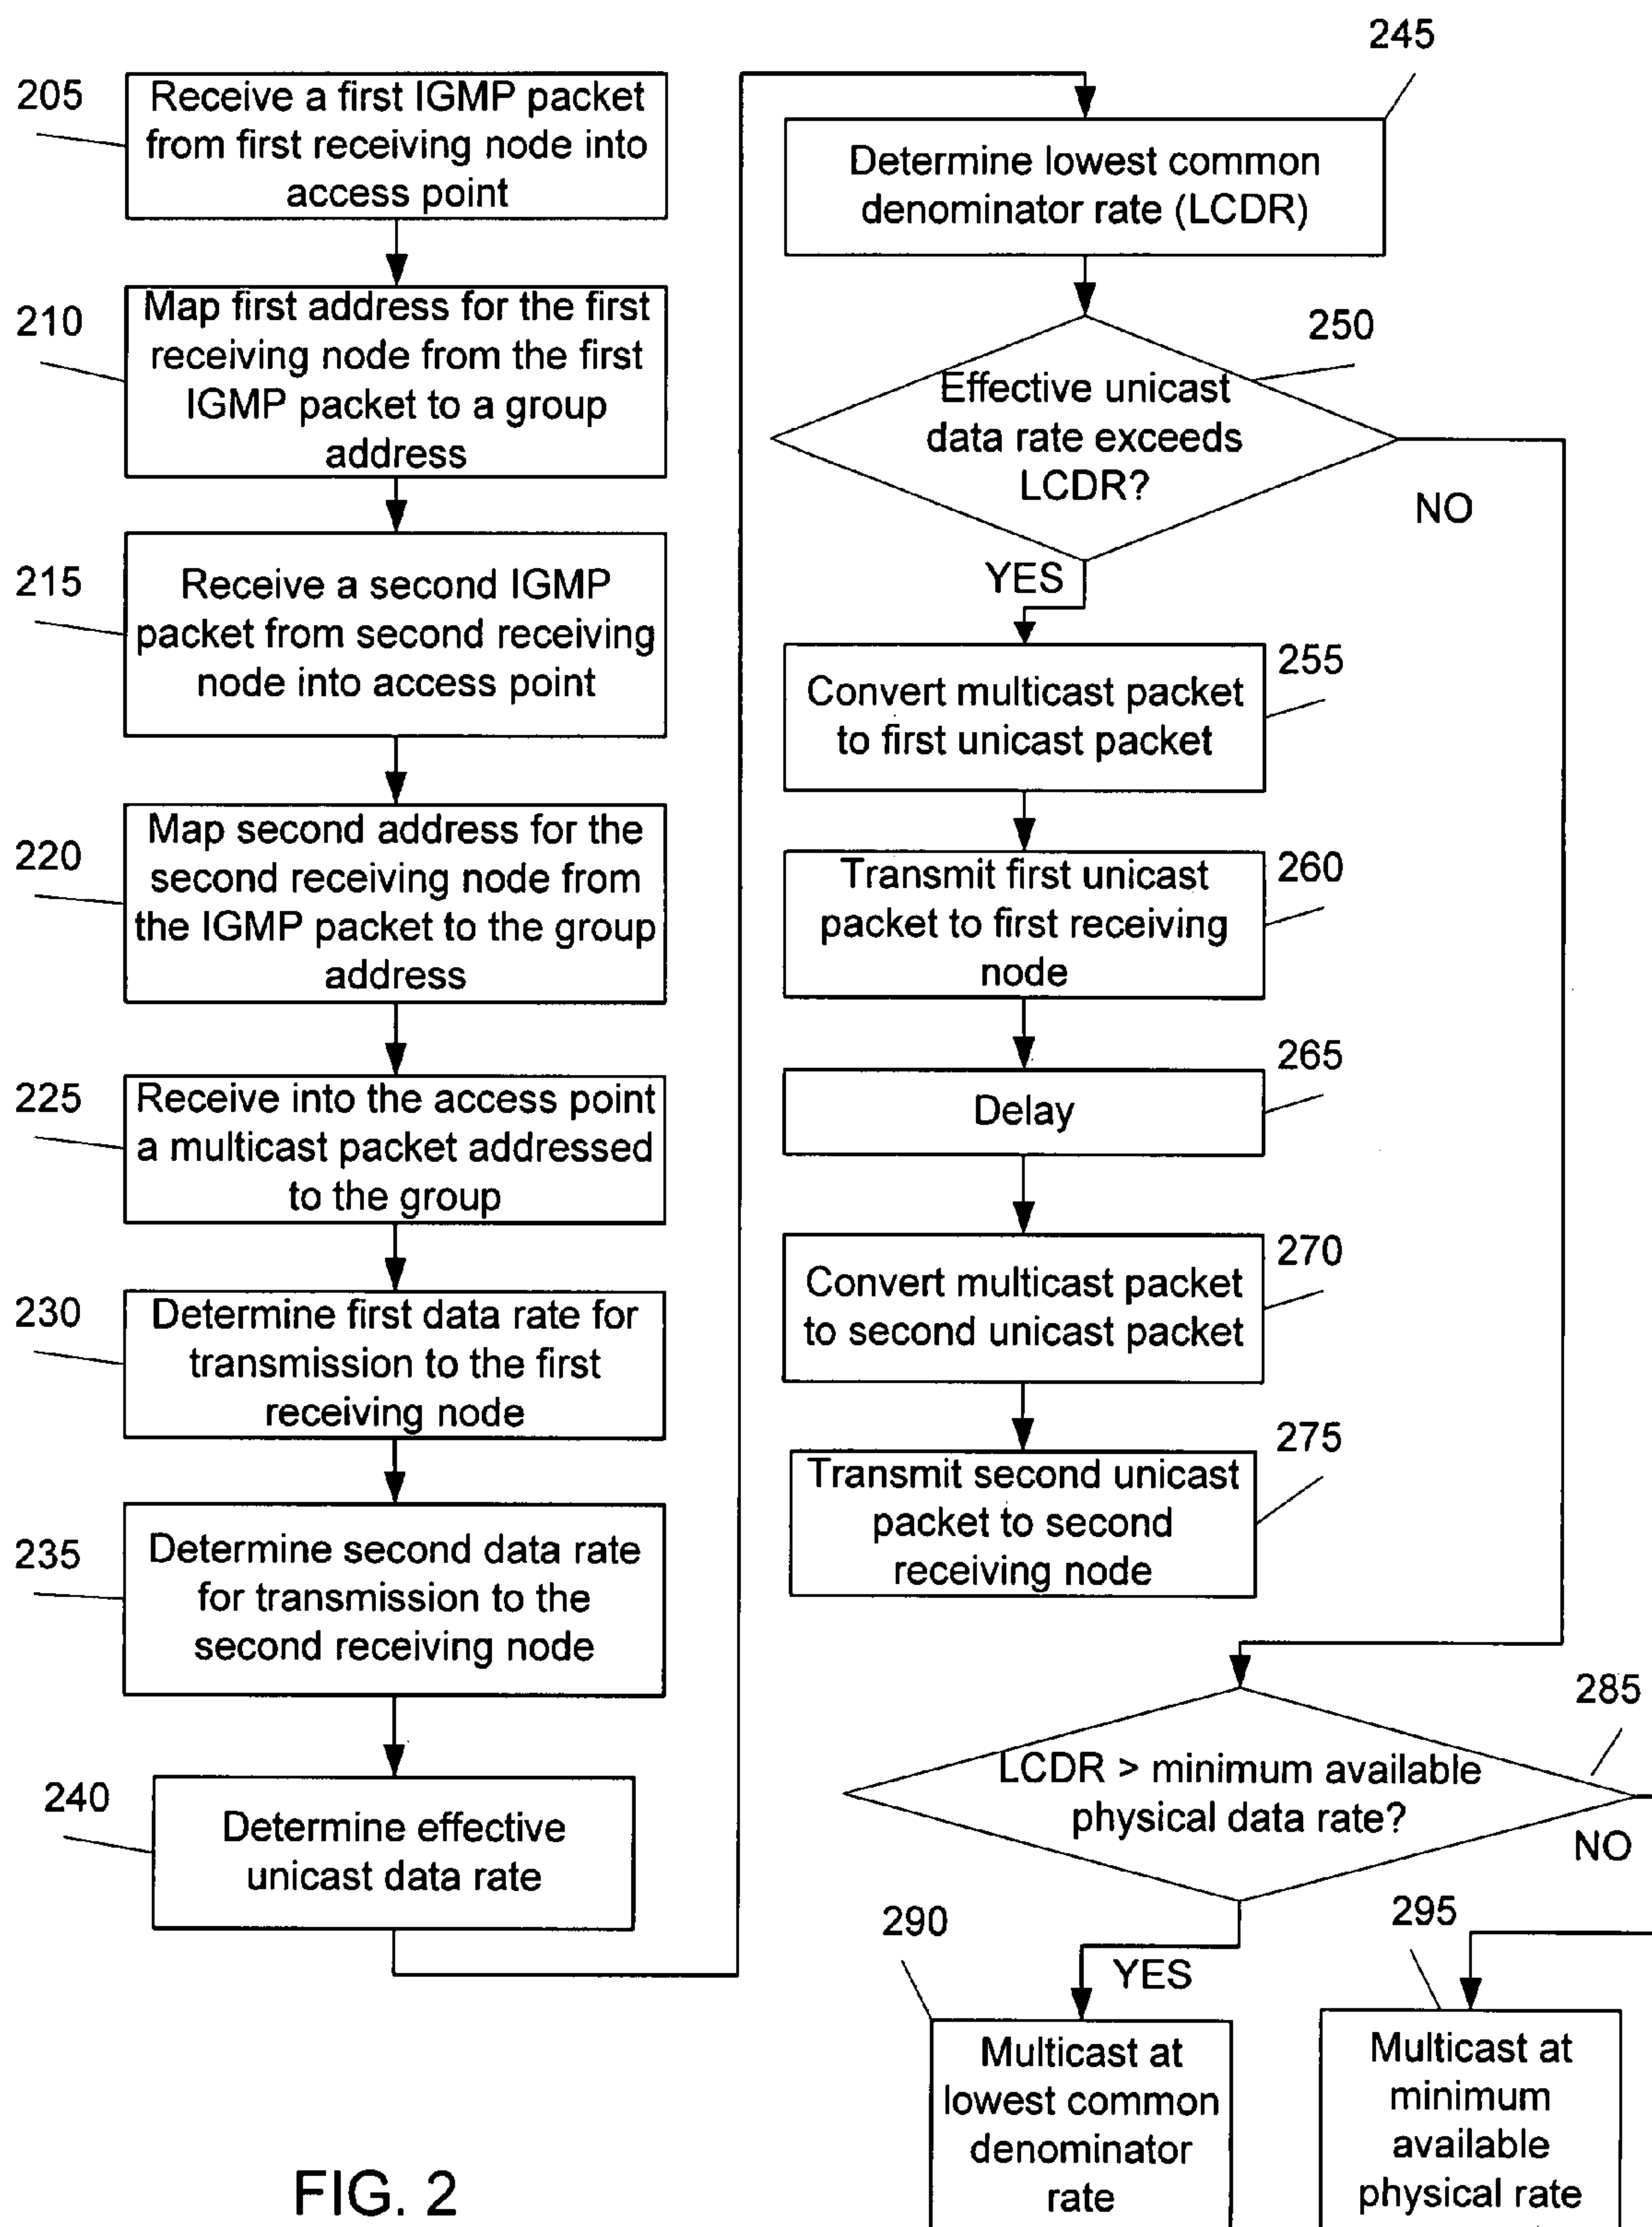 205
Receive a first IGMP packet
from first receiving node into
access point
210
Map first address for the first
receiving node from the first
IGMP packet to a group
address
215
Receive a second IGMP
packet from second receiving
node into access point
220
Map second address for the
second receiving node from
the IGMP packet to the group
address
225
Receive into the access point
a multicast packet addressed
to the group
230
Determine first data rate for
transmission to the first
receiving node
235
Determine second data rate
for transmission to the
second receiving node
240
Determine effective
unicast data rate
245
Determine lowest common
denominator rate (LCDR)
250
Effective unicast
data rate exceeds
LCDR?
NO
YES
255
Convert multicast packet
to first unicast packet
260
Transmit first unicast
packet to first receiving
node
265
Delay
270
Convert multicast packet
to second unicast packet
275
Transmit second unicast
packet to second
receiving node
285
LCDR > minimum available
physical data rate?
NO
YES
290
Multicast at
lowest common
denominator
rate
295
Multicast at
minimum
available
physical rate
FIG. 2